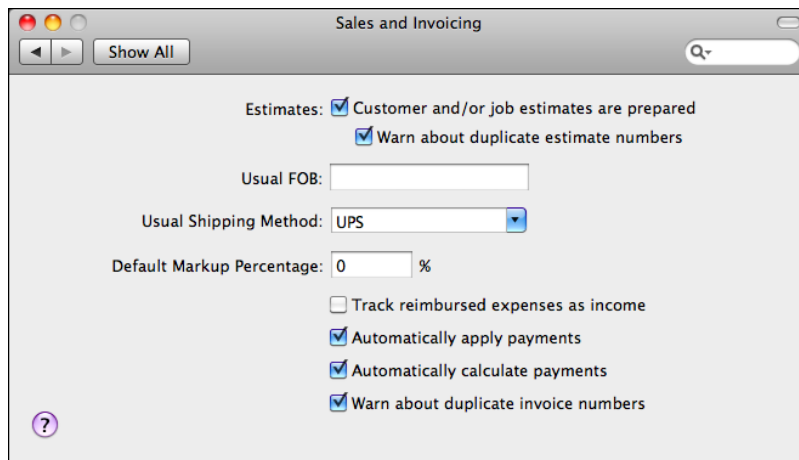 Sales and Invoicing
Show All
Estimates: Customer and/or job estimates are prepared
Warn about duplicate estimate numbers
Usual FOB:
Usual Shipping Method: UPS
Default Markup Percentage: 0 %
Track reimbursed expenses as income
Automatically apply payments
Automatically calculate payments
Warn about duplicate invoice numbers
?